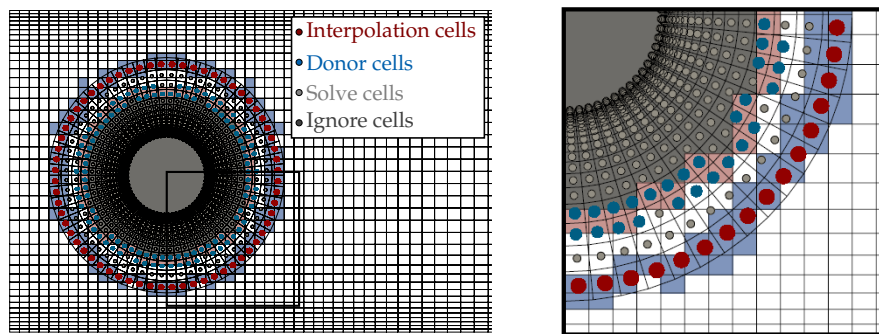 Interpolation cells
Donor cells
Solve cells
Ignore cells